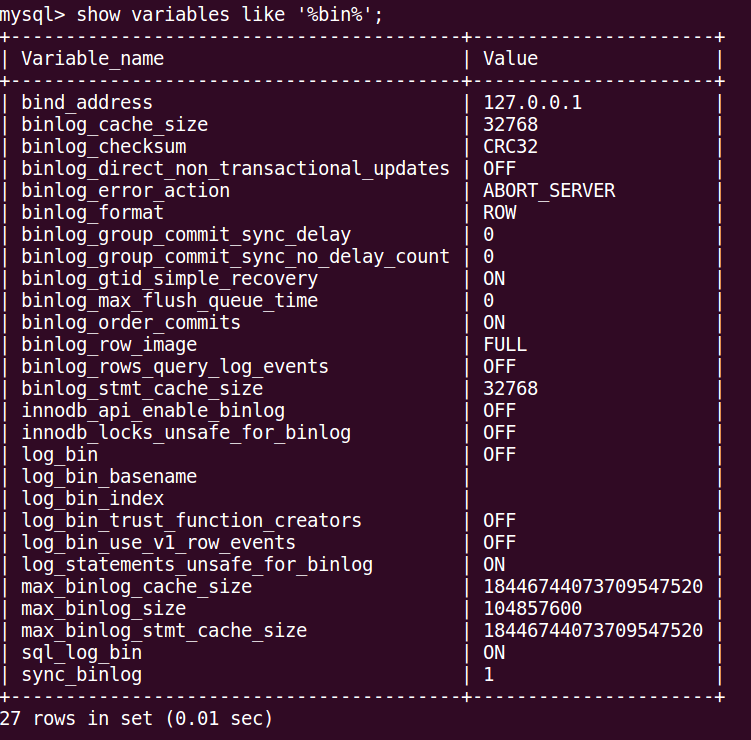 mysql> show variables like '%bin%';
+-----------------------------------------+----------------------+
| Variable_name                           | Value                |
+-----------------------------------------+----------------------+
| bind_address                            | 127.0.0.1            |
| binlog_cache_size                       | 32768                |
| binlog_checksum                         | CRC32                |
| binlog_direct_non_transactional_updates | OFF                  |
| binlog_error_action                     | ABORT_SERVER         |
| binlog_format                           | ROW                  |
| binlog_group_commit_sync_delay          | 0                    |
| binlog_group_commit_sync_no_delay_count | 0                    |
| binlog_gtid_simple_recovery             | ON                   |
| binlog_max_flush_queue_time             | 0                    |
| binlog_order_commits                    | ON                   |
| binlog_row_image                        | FULL                 |
| binlog_rows_query_log_events            | OFF                  |
| binlog_stmt_cache_size                  | 32768                |
| innodb_api_enable_binlog                | OFF                  |
| innodb_locks_unsafe_for_binlog          | OFF                  |
| log_bin                                 | OFF                  |
| log_bin_basename                        |                      |
| log_bin_index                           |                      |
| log_bin_trust_function_creators         | OFF                  |
| log_bin_use_v1_row_events               | OFF                  |
| log_statements_unsafe_for_binlog        | ON                   |
| max_binlog_cache_size                   | 18446744073709547520 |
| max_binlog_size                         | 104857600            |
| max_binlog_stmt_cache_size              | 18446744073709547520 |
| sql_log_bin                             | ON                   |
| sync_binlog                             | 1                    |
+-----------------------------------------+----------------------+
27 rows in set (0.01 sec)